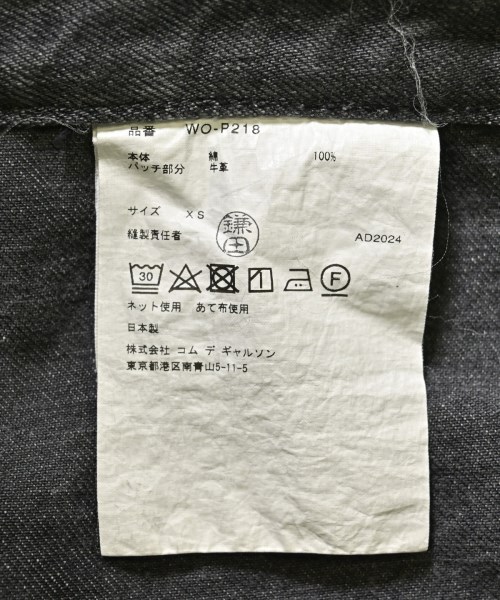 品番 WO-P218
本体 綿 100%
パッチ部分 牛革
サイズ XS
縫製責任者 鎌田 AD2024
30 F
ネット使用 あて布使用
日本製
株式会社 コム デ ギャルソン
東京都港区南青山5-11-5